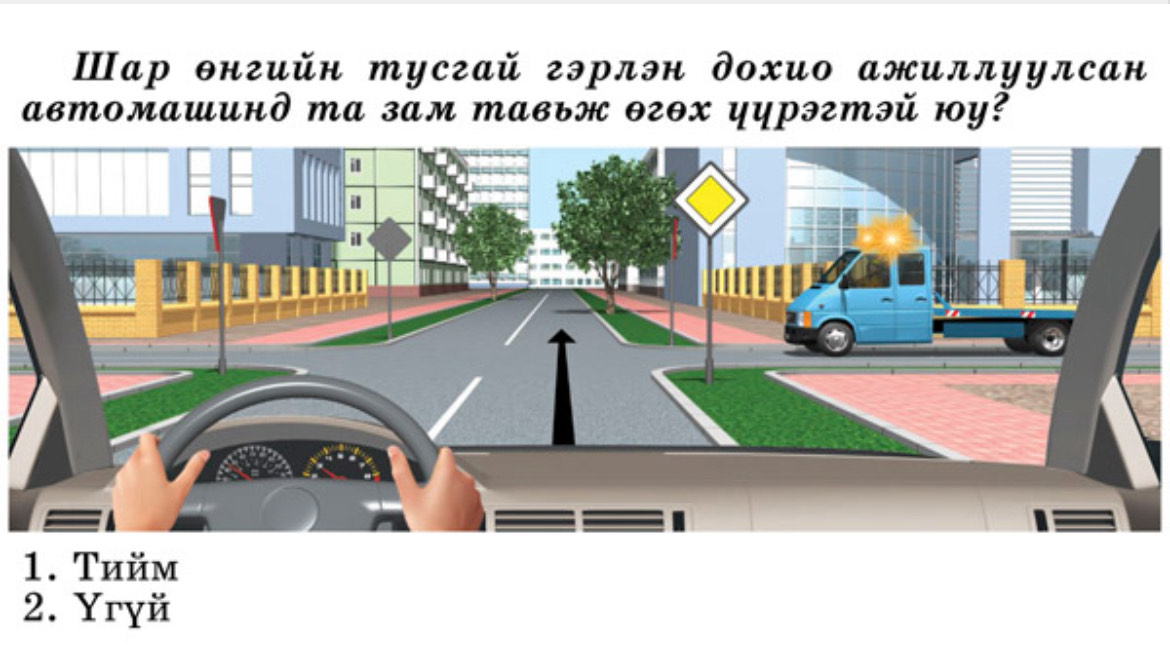 Шар өнгийн тусгай гэрлэн дохио ажиллуулсан
автомашинд та зам тавьж өгөх үүрэгтэй юу?
1. Тийм
2. Үгүй